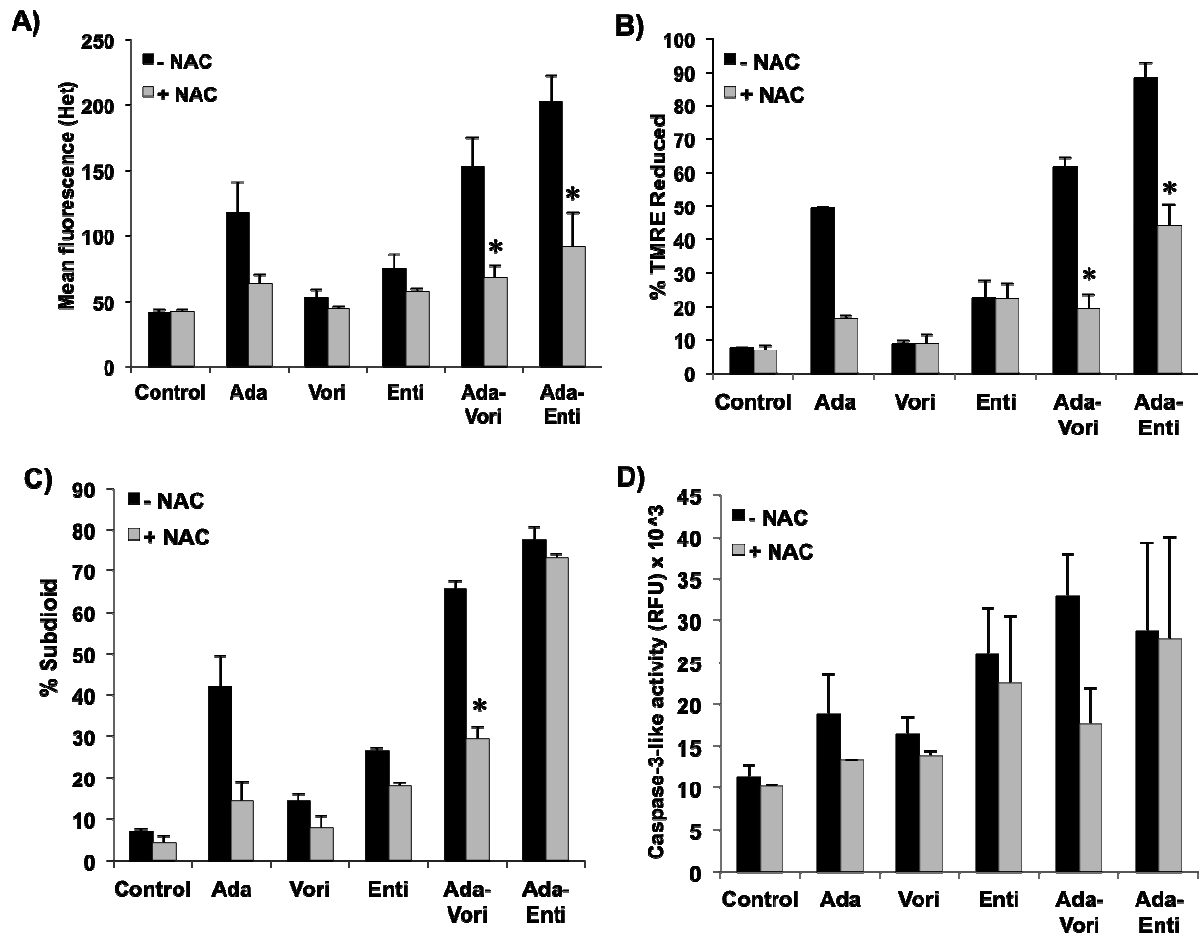 A)
Mean fluorescence (Het)
250
200
150
100
50
0
- NAC
+ NAC
*
*
Control Ada Vori Enti Ada-Vori Ada-Enti
B)
% TMRE Reduced
100
90
80
70
60
50
40
30
20
10
0
- NAC
+ NAC
*
*
Control Ada Vori Enti Ada-Vori Ada-Enti
C)
% Subdioid
90
80
70
60
50
40
30
20
10
0
- NAC
+ NAC
*
Control Ada Vori Enti Ada-Vori Ada-Enti
D)
Caspase-3-like activity (RFU) x 10^3
45
40
35
30
25
20
15
10
5
0
- NAC
+ NAC
Control Ada Vori Enti Ada-Vori Ada-Enti